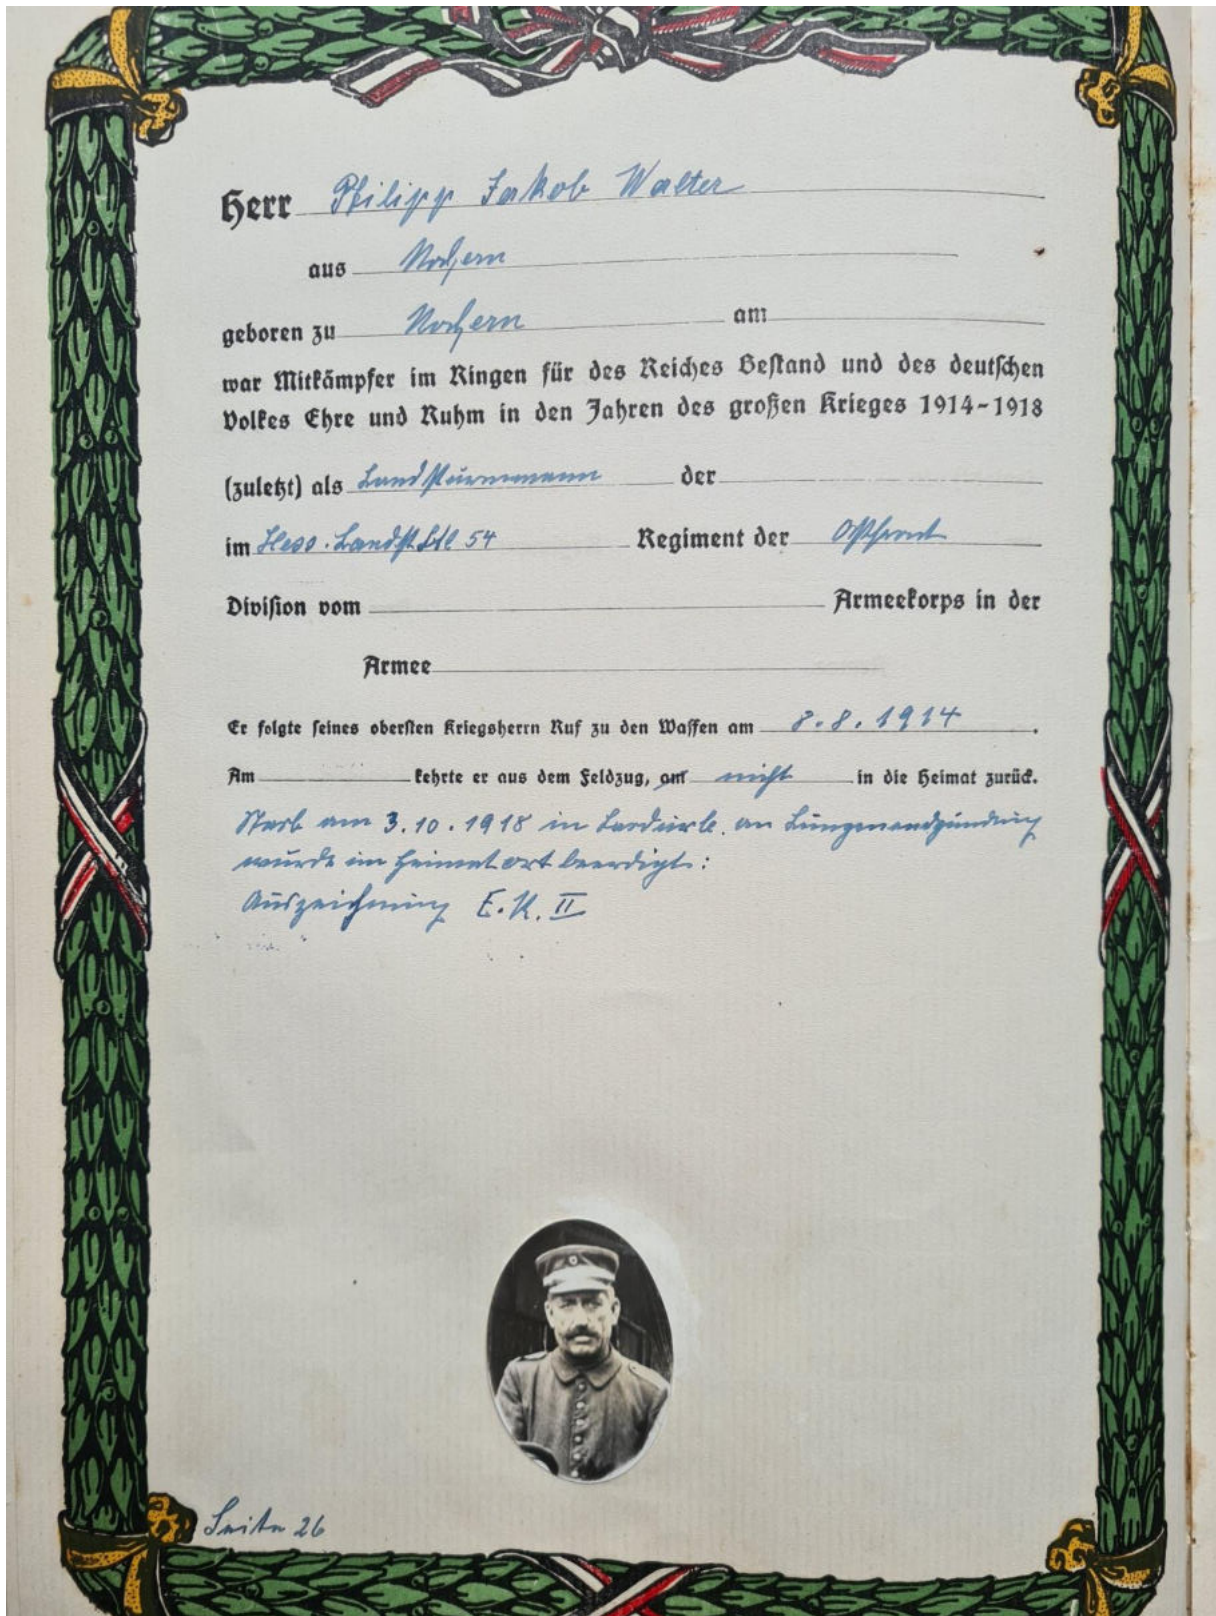 Herr Philipp Jakob Walter
aus Nochern
geboren zu Nochern am
war Mitkämpfer im Ringen für des Reiches Bestand und des deutschen
Volkes Ehre und Ruhm in den Jahren des großen Krieges 1914-1918
(zuletzt) als Landsturmmann der
im Hess. Landst. Btl 54 Regiment der Ostfront
Division vom Armeekorps in der
Armee
Er folgte seines obersten Kriegsherrn Ruf zu den Waffen am 8.8.1914.
Am kehrte er aus dem Feldzug, am nicht in die Heimat zurück.
Starb am 3.10.1918 in an Lungenendzündung
wurde im Heimatort beerdigt:
Auszeichnung E.K. II
Seite 26